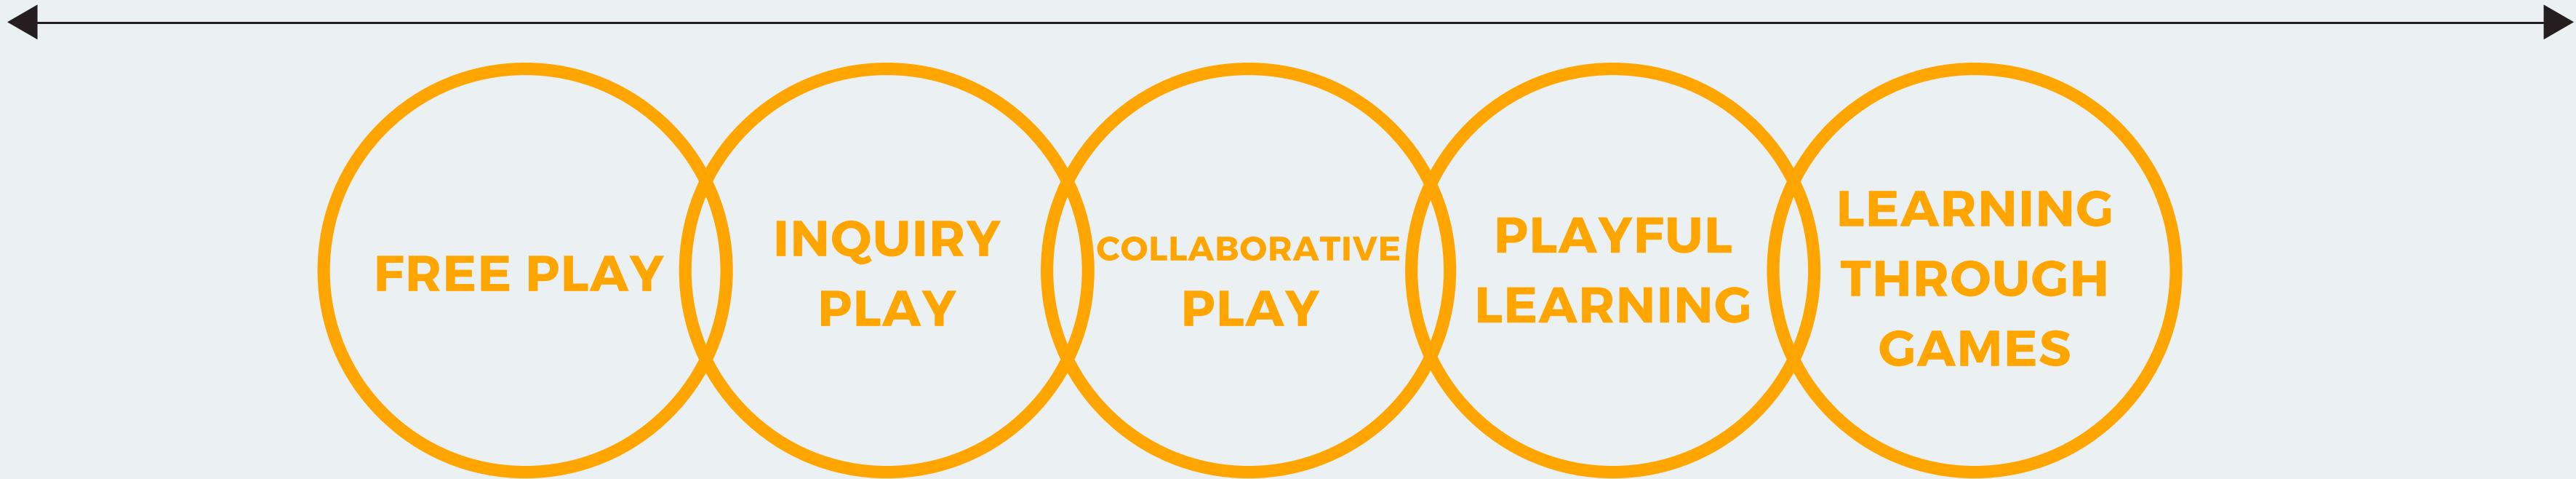 FREE PLAY
INQUIRY
PLAY
COLLABORATIVE
PLAY
PLAYFUL
LEARNING
LEARNING
THROUGH
GAMES